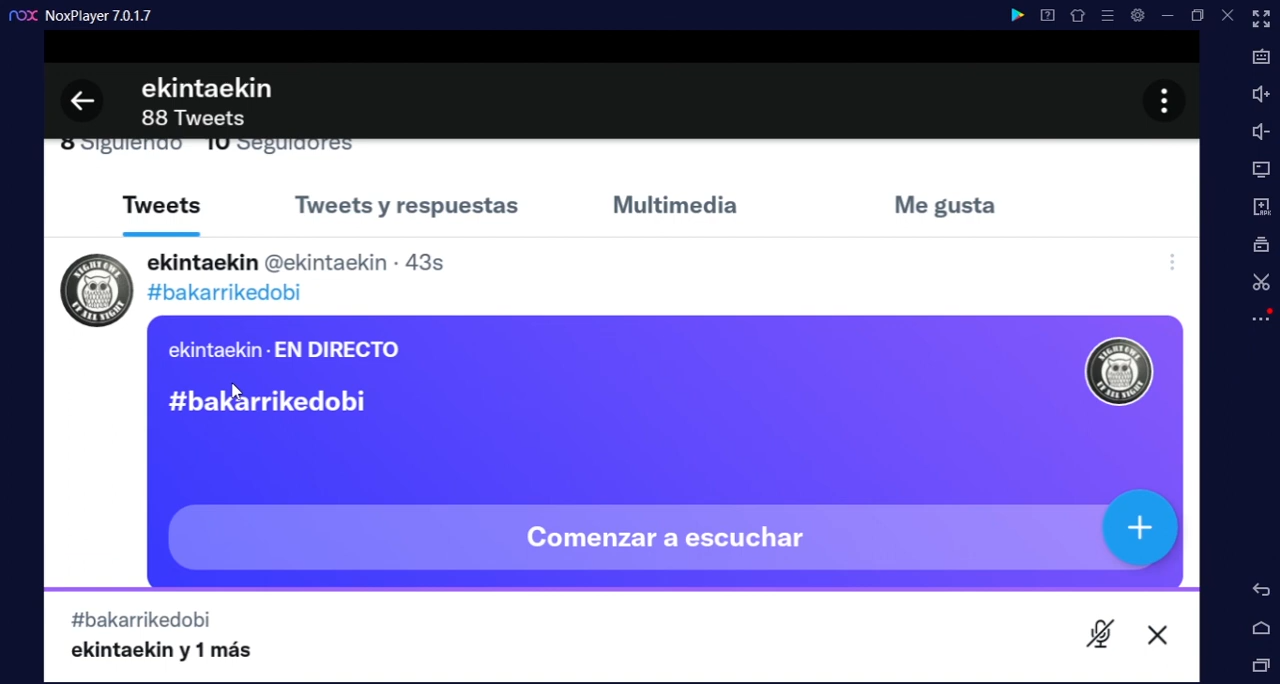 nox NoxPlayer 7.0.1.7
ekintaekin
88 Tweets
8 Siguiendo 10 Seguidores
Tweets Tweets y respuestas Multimedia Me gusta
ekintaekin @ekintaekin · 43s
#bakarrikedobi
ekintaekin · EN DIRECTO
#bakarrikedobi
Comenzar a escuchar
#bakarrikedobi
ekintaekin y 1 más